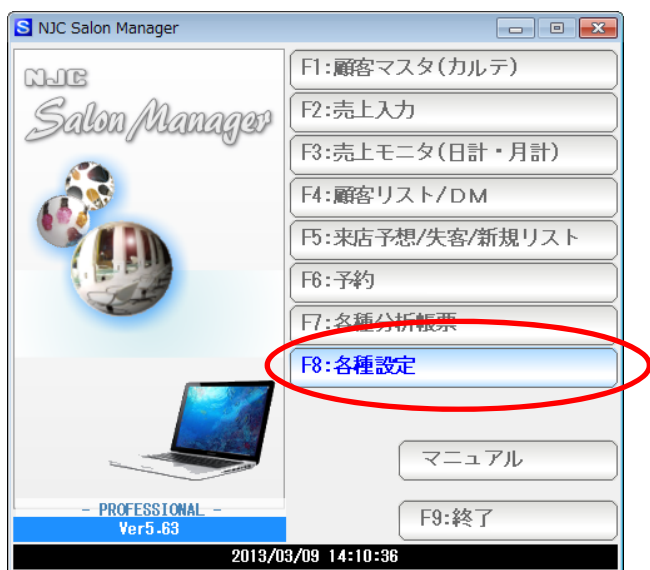 NJC Salon Manager
NJC
Salon Manager
F1:顧客マスタ(カルテ)
F2:売上入力
F3:売上モニタ(日計・月計)
F4:顧客リスト/DM
F5:来店予想/失客/新規リスト
F6:予約
F7:各種分析帳票
F8:各種設定
マニュアル
F9:終了
- PROFESSIONAL -
Ver5.63
2013/03/09 14:10:36